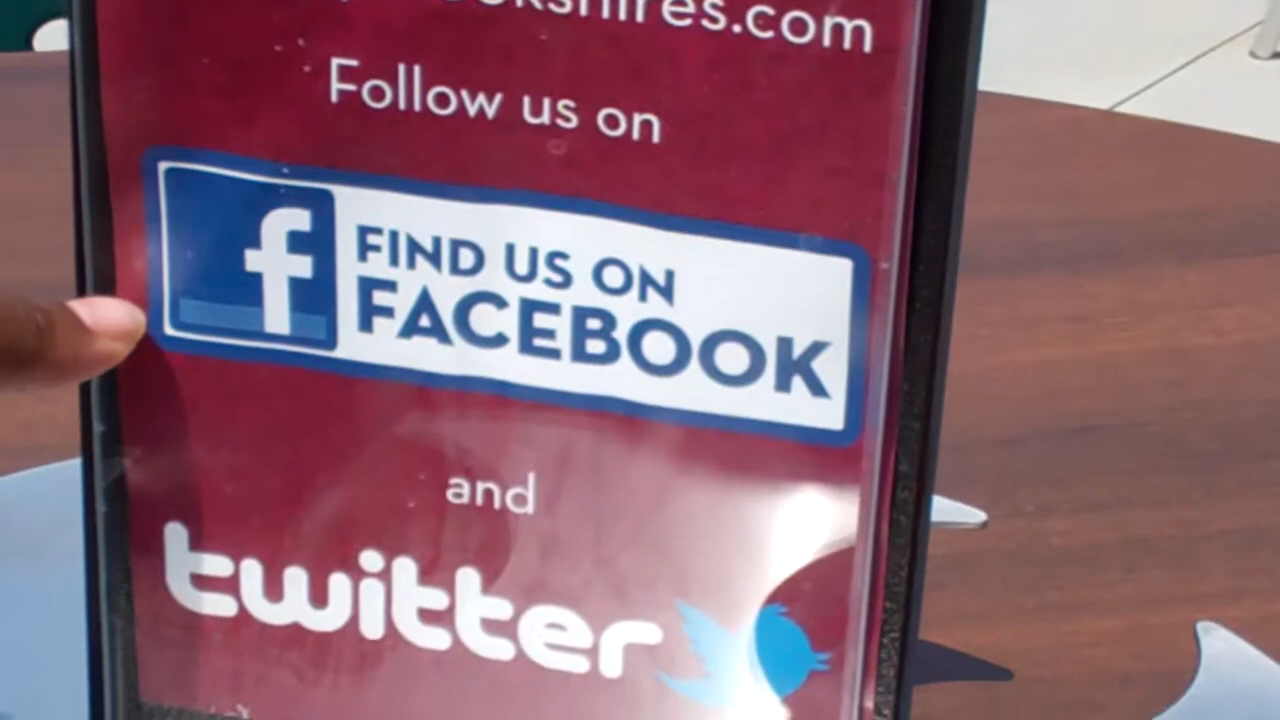 Follow us on
f
FIND US ON
FACEBOOK
and
twitter